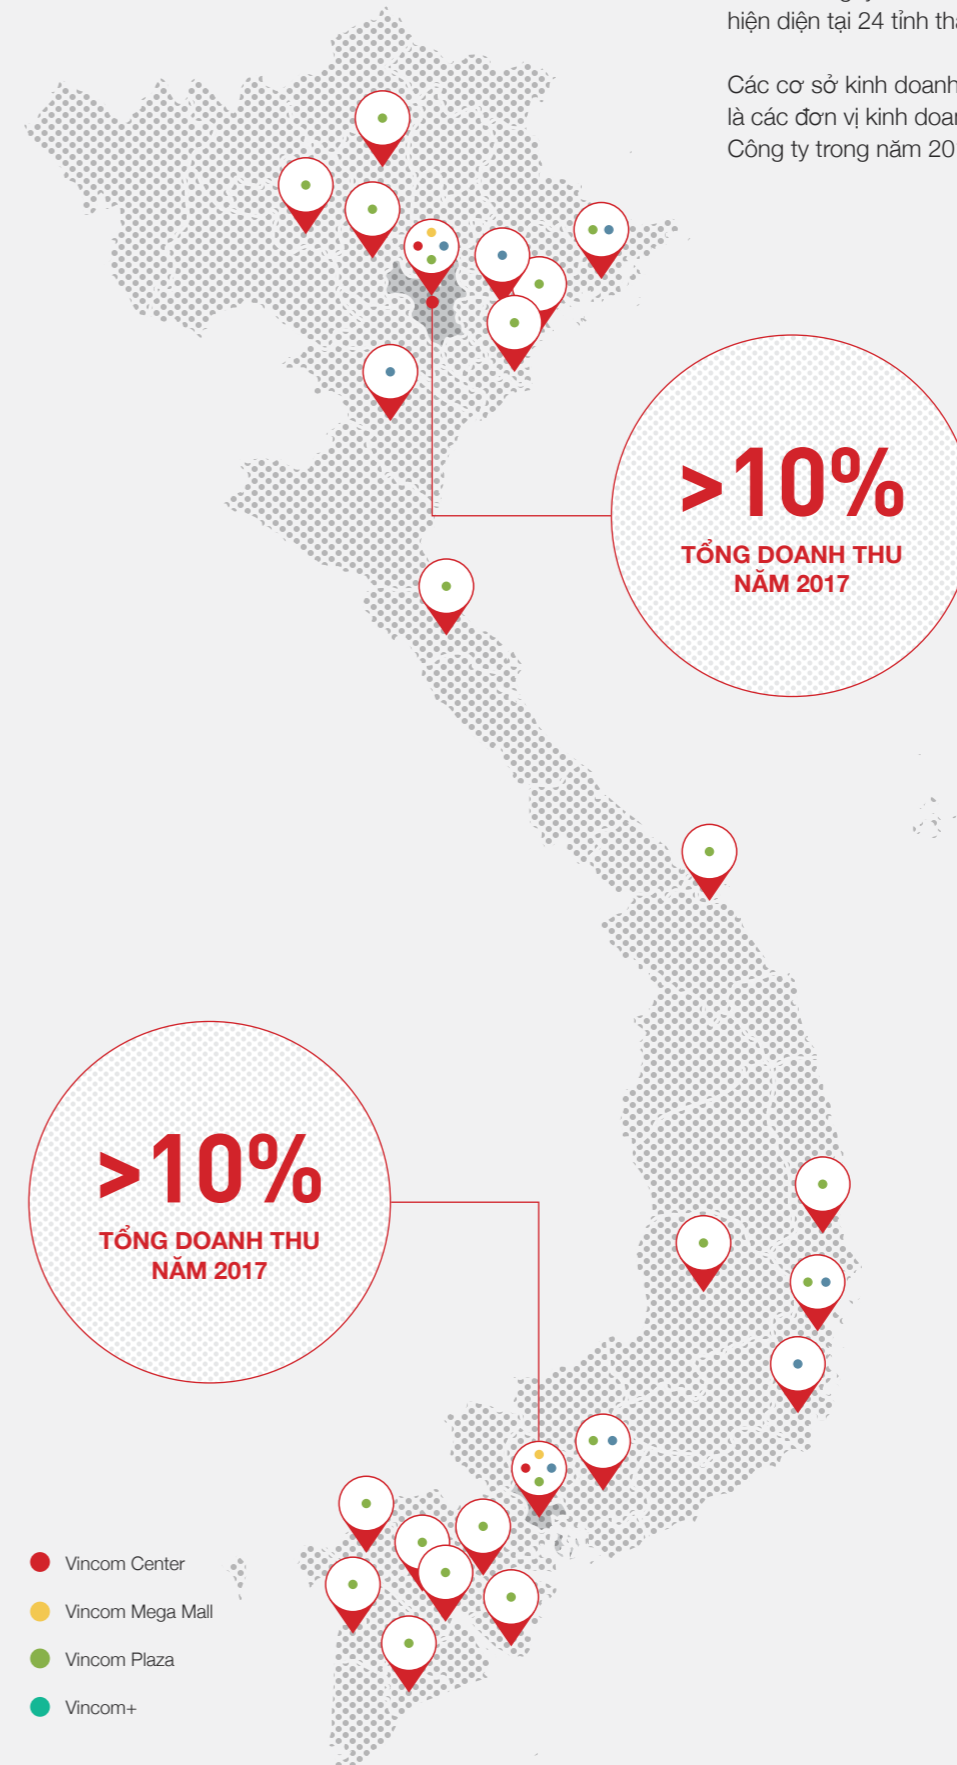 hiện diện tại 24 tỉnh
Các cơ sở kinh doanh
là các đơn vị kinh
Công ty trong năm 20
>10%
TỔNG DOANH THU
NĂM 2017
>10%
TỔNG DOANH THU
NĂM 2017
Vincom Center
Vincom Mega Mall
Vincom Plaza
Vincom+